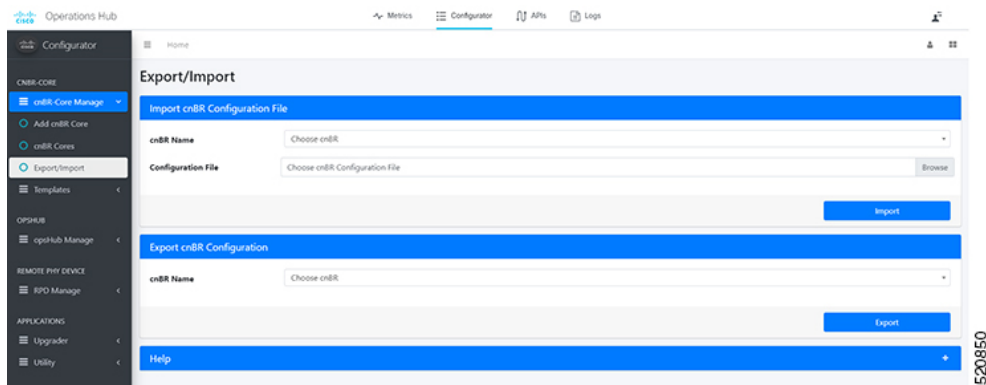 CISCO Operations Hub
Metrics Configurator APIs Logs
Configurator
Home
CNBR-CORE
cnBR-Core Manage
Add cnBR Core
cnBR Cores
Export/Import
Templates
OPSHUB
opsHub Manage
REMOTE PHY DEVICE
RPD Manage
APPLICATIONS
Upgrader
Utility
Export/Import
Import cnBR Configuration File
cnBR Name Choose cnBR
Configuration File Choose cnBR Configuration File Browse
Import
Export cnBR Configuration
cnBR Name Choose cnBR
Export
Help
520850